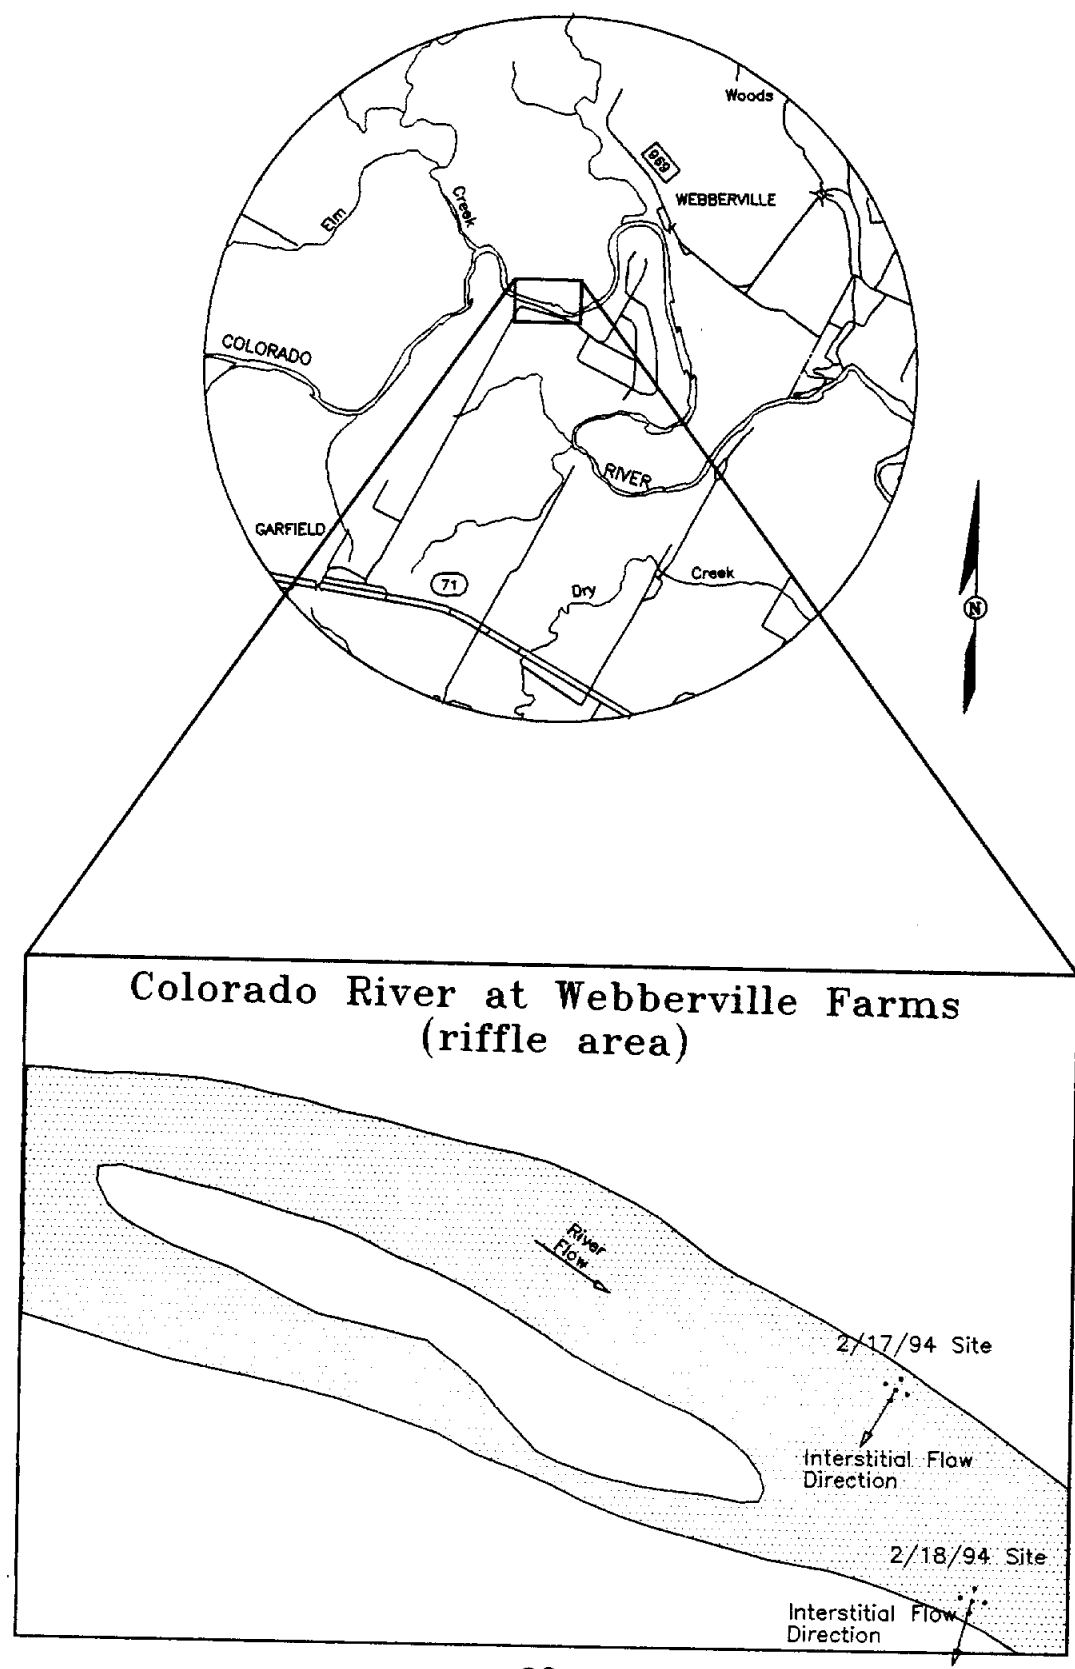 Woods
969
WEBBERVILLE
Elm
Creek
COLORADO
RIVER
GARFIELD
71
Dry
Creek
N
Colorado River at Webberville Farms
(riffle area)
River
Flow
2/17/94 Site
Interstitial Flow
Direction
2/18/94 Site
Interstitial Flow
Direction